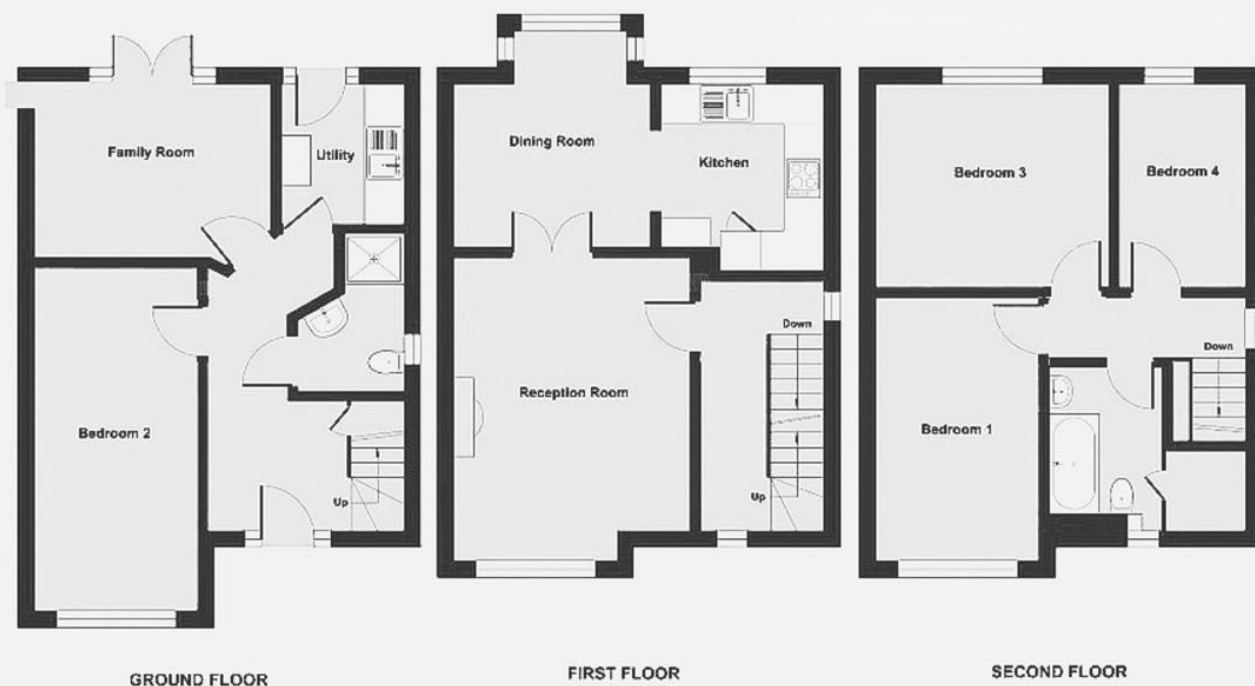 Family Room
Utility
Bedroom 2
Up
GROUND FLOOR
Dining Room
Kitchen
Reception Room
Down
Up
FIRST FLOOR
Bedroom 3
Bedroom 4
Bedroom 1
Down
SECOND FLOOR